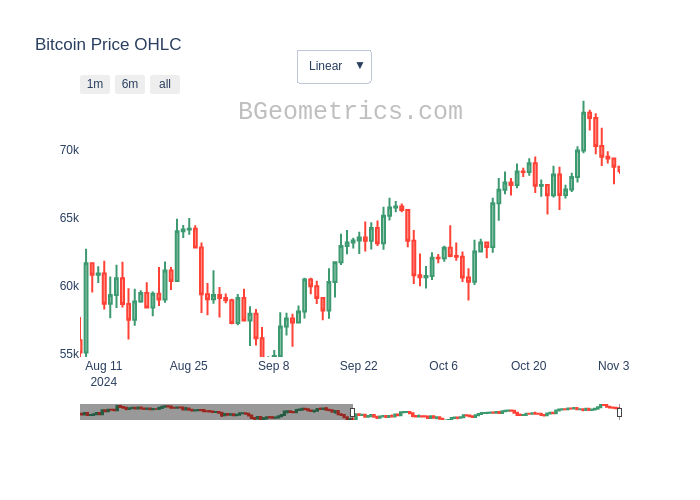 Bitcoin Price OHLC
Linear ▼
1m 6m all
BGeometrics.com
70k
65k
60k
55k
Aug 11 Aug 25 Sep 8 Sep 22 Oct 6 Oct 20 Nov 3
2024